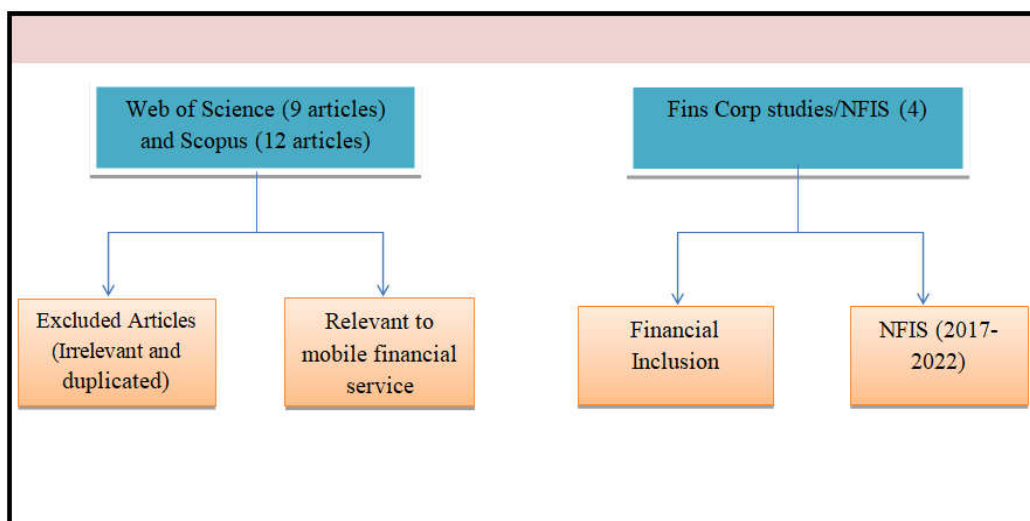 Web of Science (9 articles)
and Scopus (12 articles)
Fins Corp studies/NFIS (4)
Excluded Articles
(Irrelevant and
duplicated)
Relevant to
mobile financial
service
Financial
Inclusion
NFIS (2017-
2022)